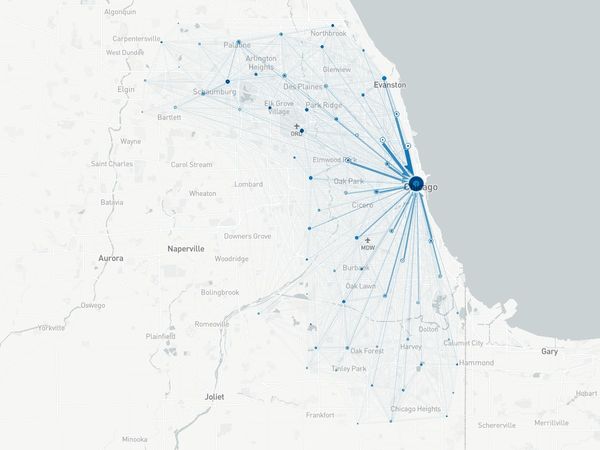 Algonquin
Carpentersville
Northbrook
Palatine
West Dundee
Arlington
Heights
Glenview
Elgin
Schaumburg
Des Plaines
Evanston
Elk Grove
Village
Park Ridge
Bartlett
ORD
Wayne
Saint Charles
Carol Stream
Elmwood Park
Lombard
Oak Park
Chicago
Wheaton
Batavia
Cicero
Downers Grove
Naperville
MDW
Aurora
Woodridge
Burbank
Oak Lawn
Bolingbrook
Oswego
Yorkville
Romeoville
Dolton
Plainfield
Harvey
Calumet City
Oak Forest
Gary
Hammond
Tinley Park
Joliet
Hobart
Frankfort
Chicago Heights
Schererville
Merrillville
Minooka